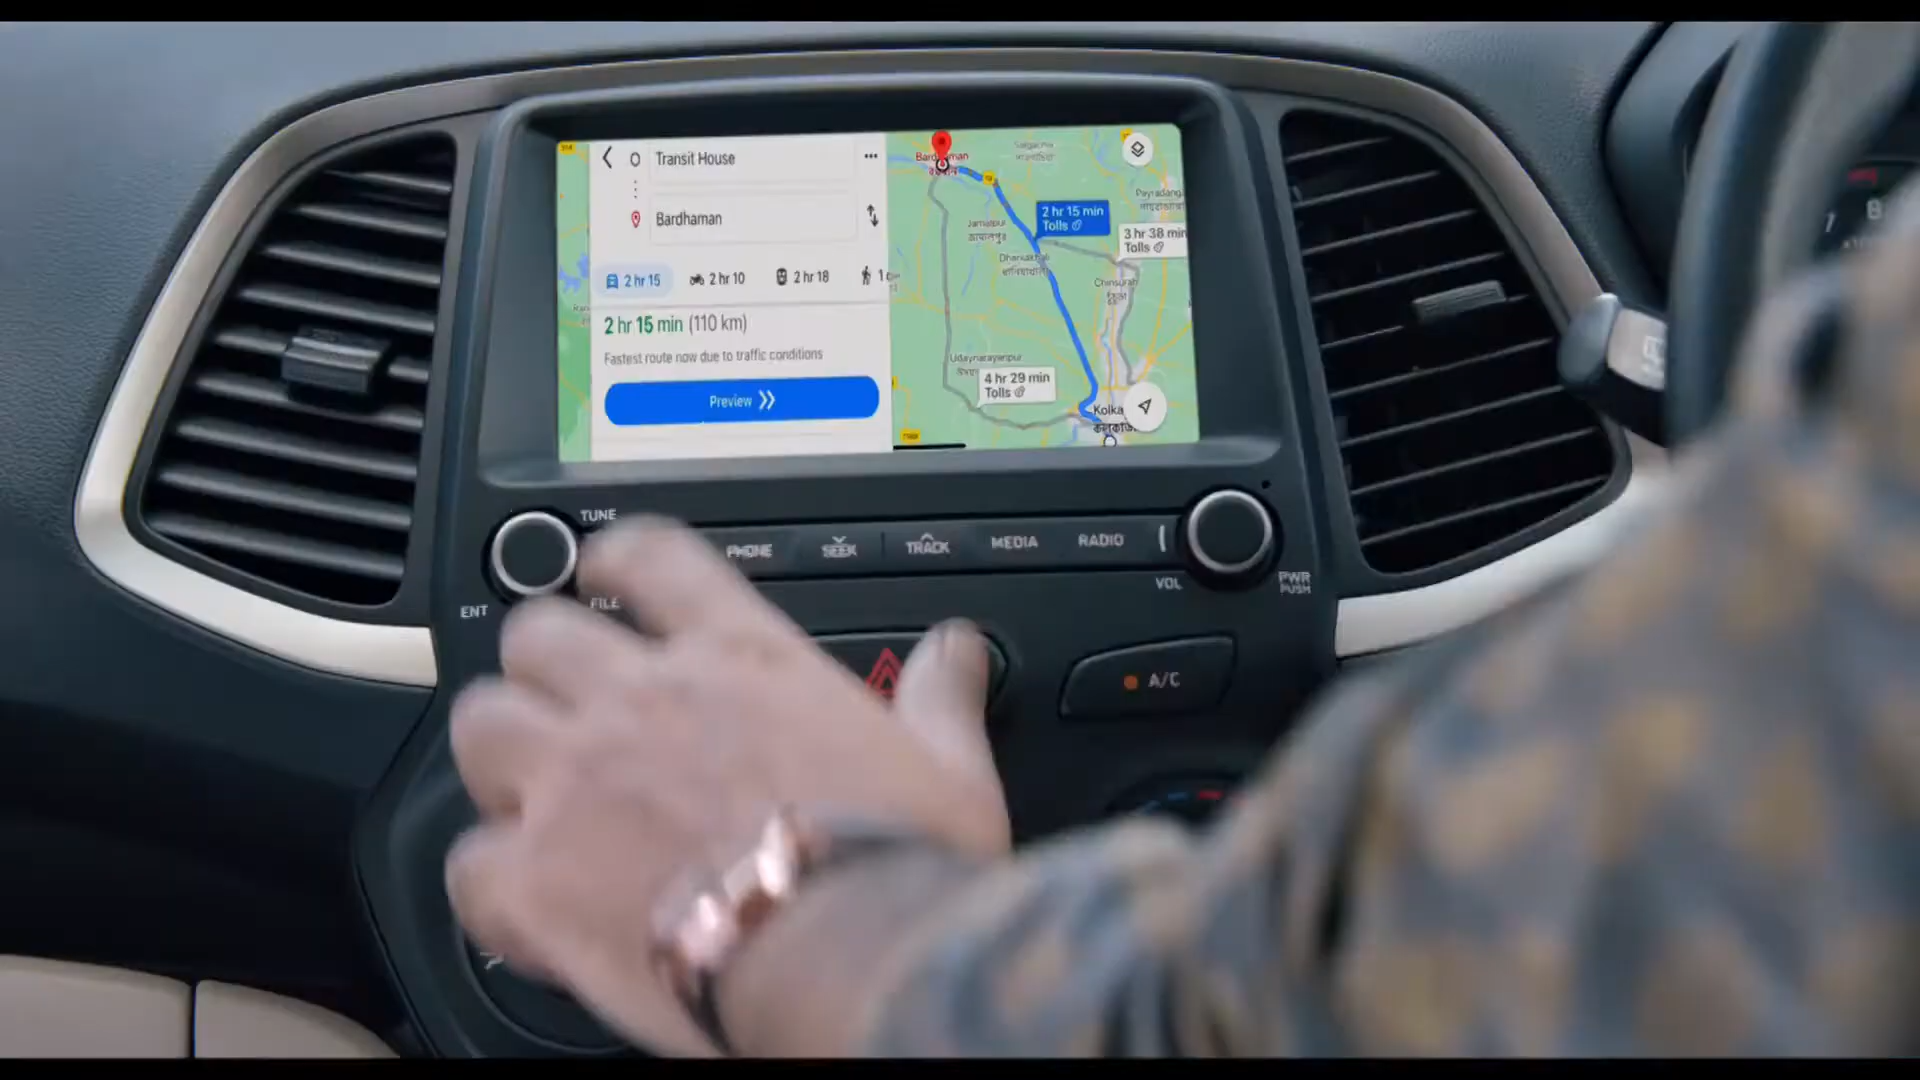 Transit House
Bardhaman
2 hr 15
2 hr 10
2 hr 18
2 hr 15 min (110 km)
Fastest route now due to traffic conditions
Preview
2 hr 15 min
Tolls
3 hr 38 min
Tolls
Jamalpur
Chinsurah
Udaynarayanpur
4 hr 29 min
Tolls
Kolka
TUNE
FILE
ENT
PHONE
SEEK
TRACK
MEDIA
RADIO
VOL
PWR
PUSH
A/C